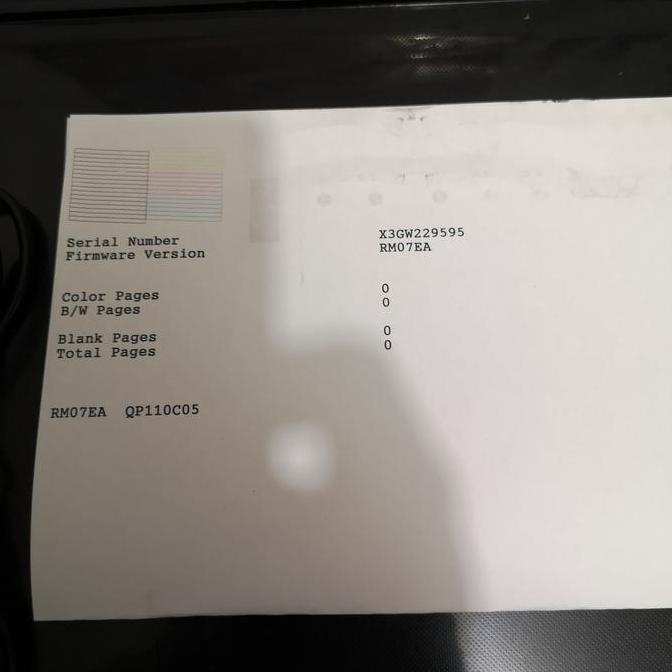 Serial Number X3GW229595
Firmware Version RM07EA
Color Pages 0
B/W Pages 0
Blank Pages 0
Total Pages 0
RM07EA QP110C05